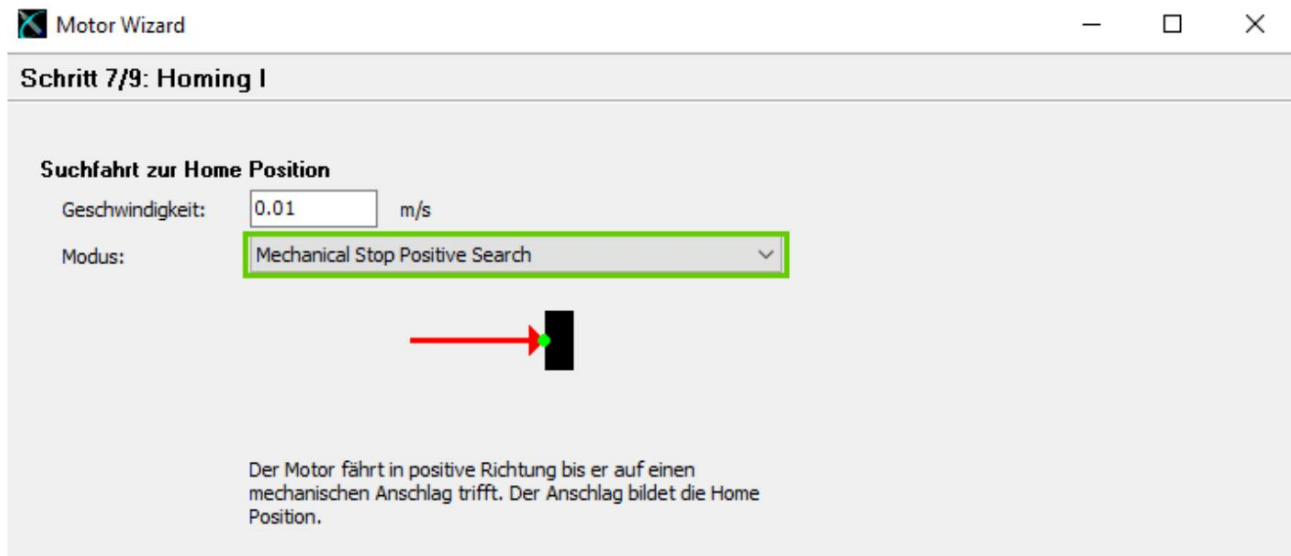 Motor Wizard
Schritt 7/9: Homing I
Suchfahrt zur Home Position
Geschwindigkeit: 0.01 m/s
Modus: Mechanical Stop Positive Search
Der Motor fährt in positive Richtung bis er auf einen
mechanischen Anschlag trifft. Der Anschlag bildet die Home
Position.